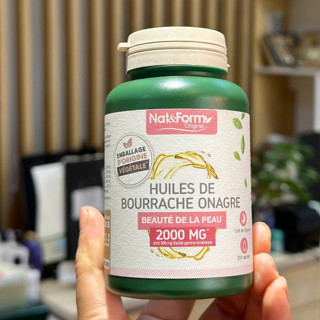 Nat&Form
Original
EMBALLAGE
D'ORIGINE
VÉGÉTALE*
HUILES DE
BOURRACHE ONAGRE
BEAUTÉ DE LA PEAU
2000 MG